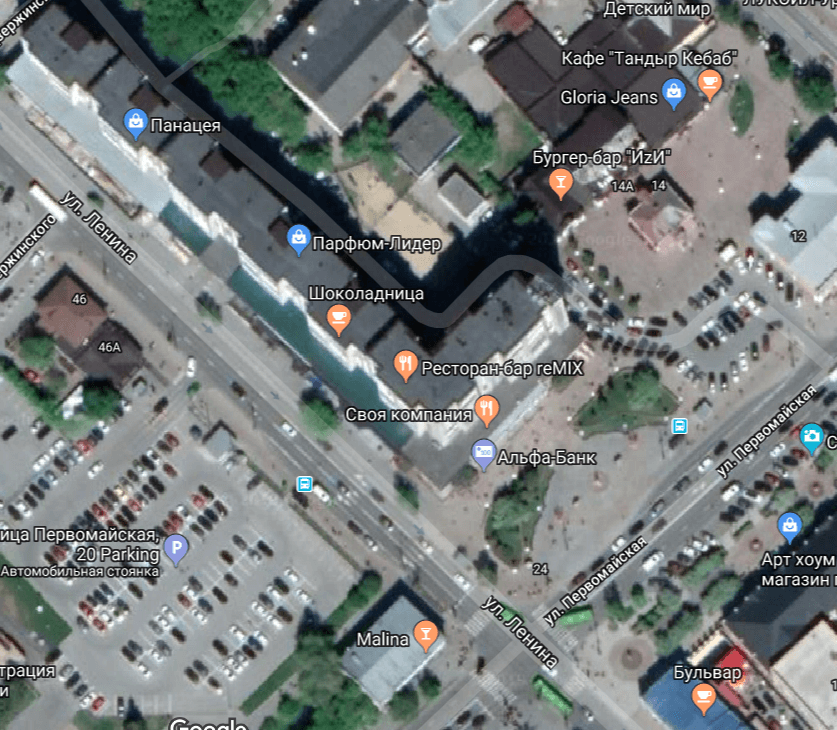 Детский мир
Кафе "Тандыр Кебаб"
Gloria Jeans
Панацея
Бургер-бар "ИzИ"
14А
14
ул. Ленина
12
Парфюм-Лидер
Шоколадница
46
46А
Ресторан-бар reMIX
Своя компания
ул. Первомайская
Альфа-Банк
Первомайская,
20 Parking
Автомобильная стоянка
P
24
ул. Первомайская
Арт хоум
магазин
ул. Ленина
Malina
Бульвар
Google